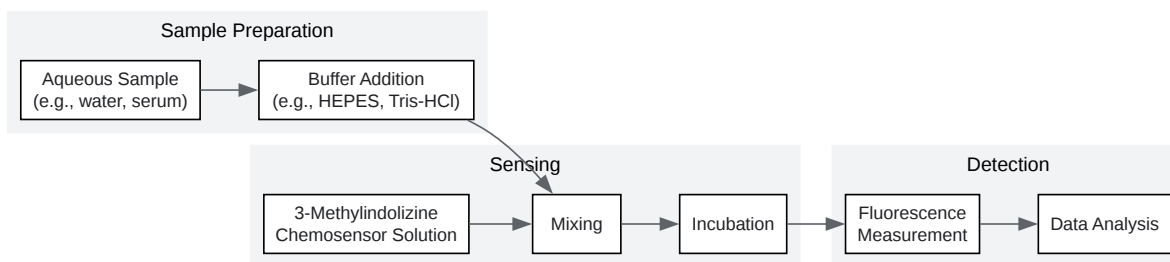 Sample Preparation
Aqueous Sample
(e.g., water, serum)
Buffer Addition
(e.g., HEPES, Tris-HCl)
Sensing
3-Methylindolizine
Chemosensor Solution
Mixing
Incubation
Detection
Fluorescence
Measurement
Data Analysis